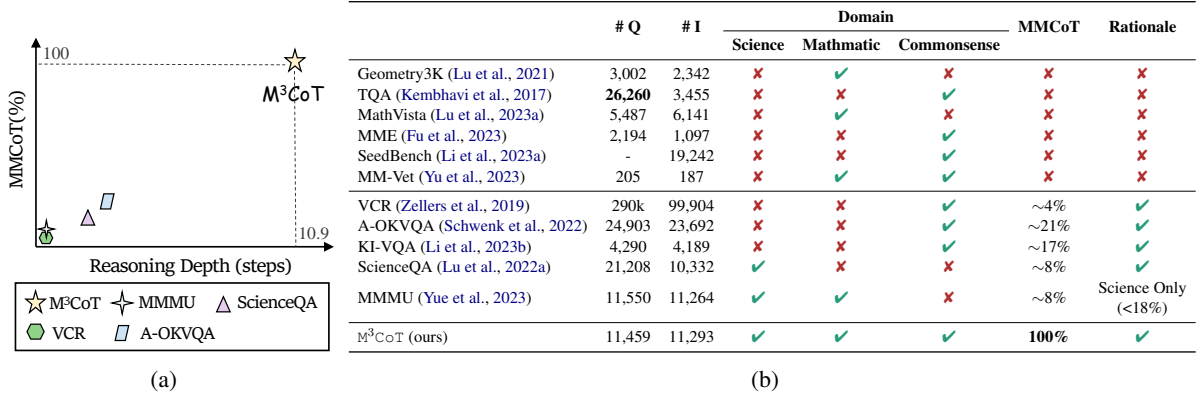 100
M³CoT
MMCoT(%)
10.9
Reasoning Depth (steps)
M³CoT MMMU ScienceQA
VCR A-OKVQA
(a)
# Q # I Domain MMCoT Rationale
Science Mathmatic Commonsense
Geometry3K (Lu et al., 2021) 3,002 2,342 ✘ ✔ ✘ ✘ ✘
TQA (Kembhavi et al., 2017) 26,260 3,455 ✘ ✘ ✔ ✘ ✘
MathVista (Lu et al., 2023a) 5,487 6,141 ✘ ✔ ✘ ✘ ✘
MME (Fu et al., 2023) 2,194 1,097 ✘ ✘ ✔ ✘ ✘
SeedBench (Li et al., 2023a) - 19,242 ✘ ✘ ✔ ✘ ✘
MM-Vet (Yu et al., 2023) 205 187 ✘ ✔ ✔ ✘ ✘
VCR (Zellers et al., 2019) 290k 99,904 ✘ ✘ ✔ ∼4% ✔
A-OKVQA (Schwenk et al., 2022) 24,903 23,692 ✘ ✘ ✔ ∼21% ✔
KI-VQA (Li et al., 2023b) 4,290 4,189 ✘ ✘ ✔ ∼17% ✔
ScienceQA (Lu et al., 2022a) 21,208 10,332 ✔ ✘ ✘ ∼8% ✔
MMMU (Yue et al., 2023) 11,550 11,264 ✔ ✔ ✘ ∼8% Science Only
(<18%)
M³CoT (ours) 11,459 11,293 ✔ ✔ ✔ 100% ✔
(b)